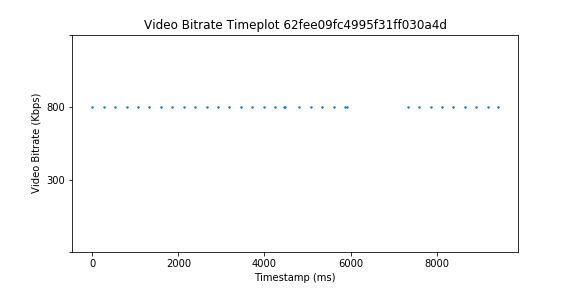 Video Bitrate Timeplot 62fee09fc4995f31ff030a4d
Video Bitrate (Kbps)
800
300
0 2000 4000 6000 8000
Timestamp (ms)